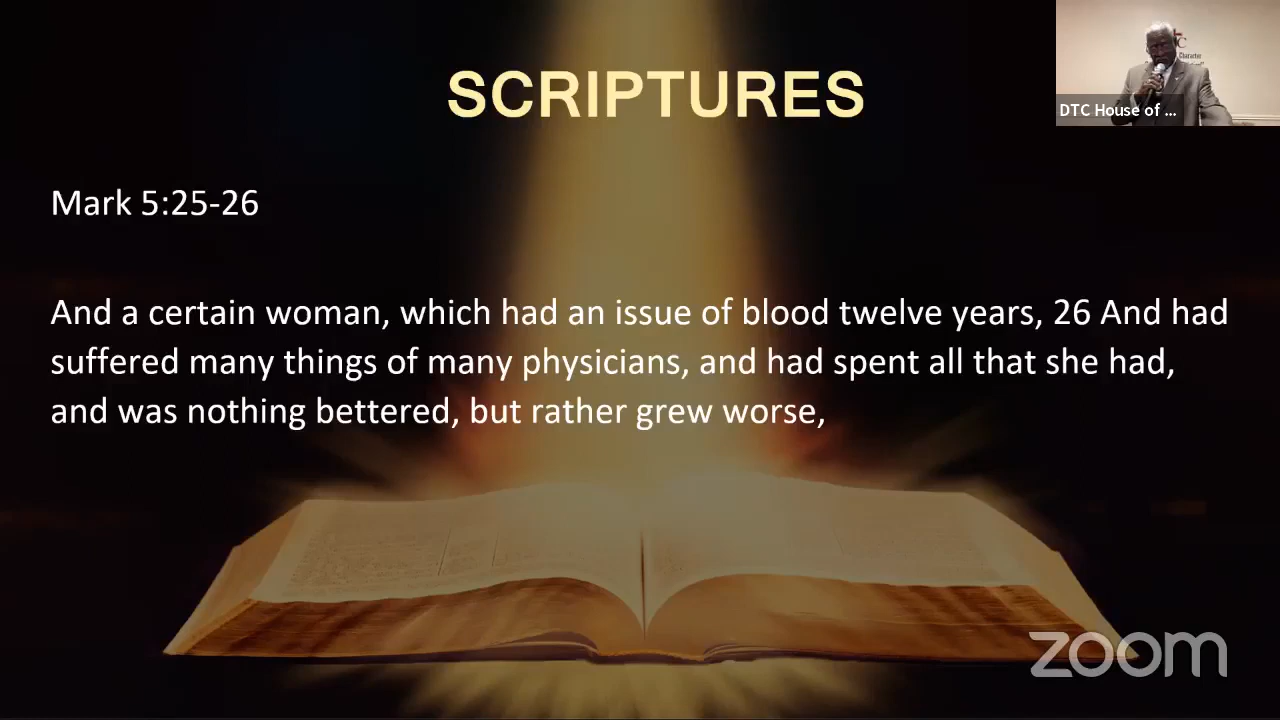 SCRIPTURES
DTC House of ...
Mark 5:25-26
And a certain woman, which had an issue of blood twelve years, 26 And had
suffered many things of many physicians, and had spent all that she had,
and was nothing bettered, but rather grew worse,
zoom